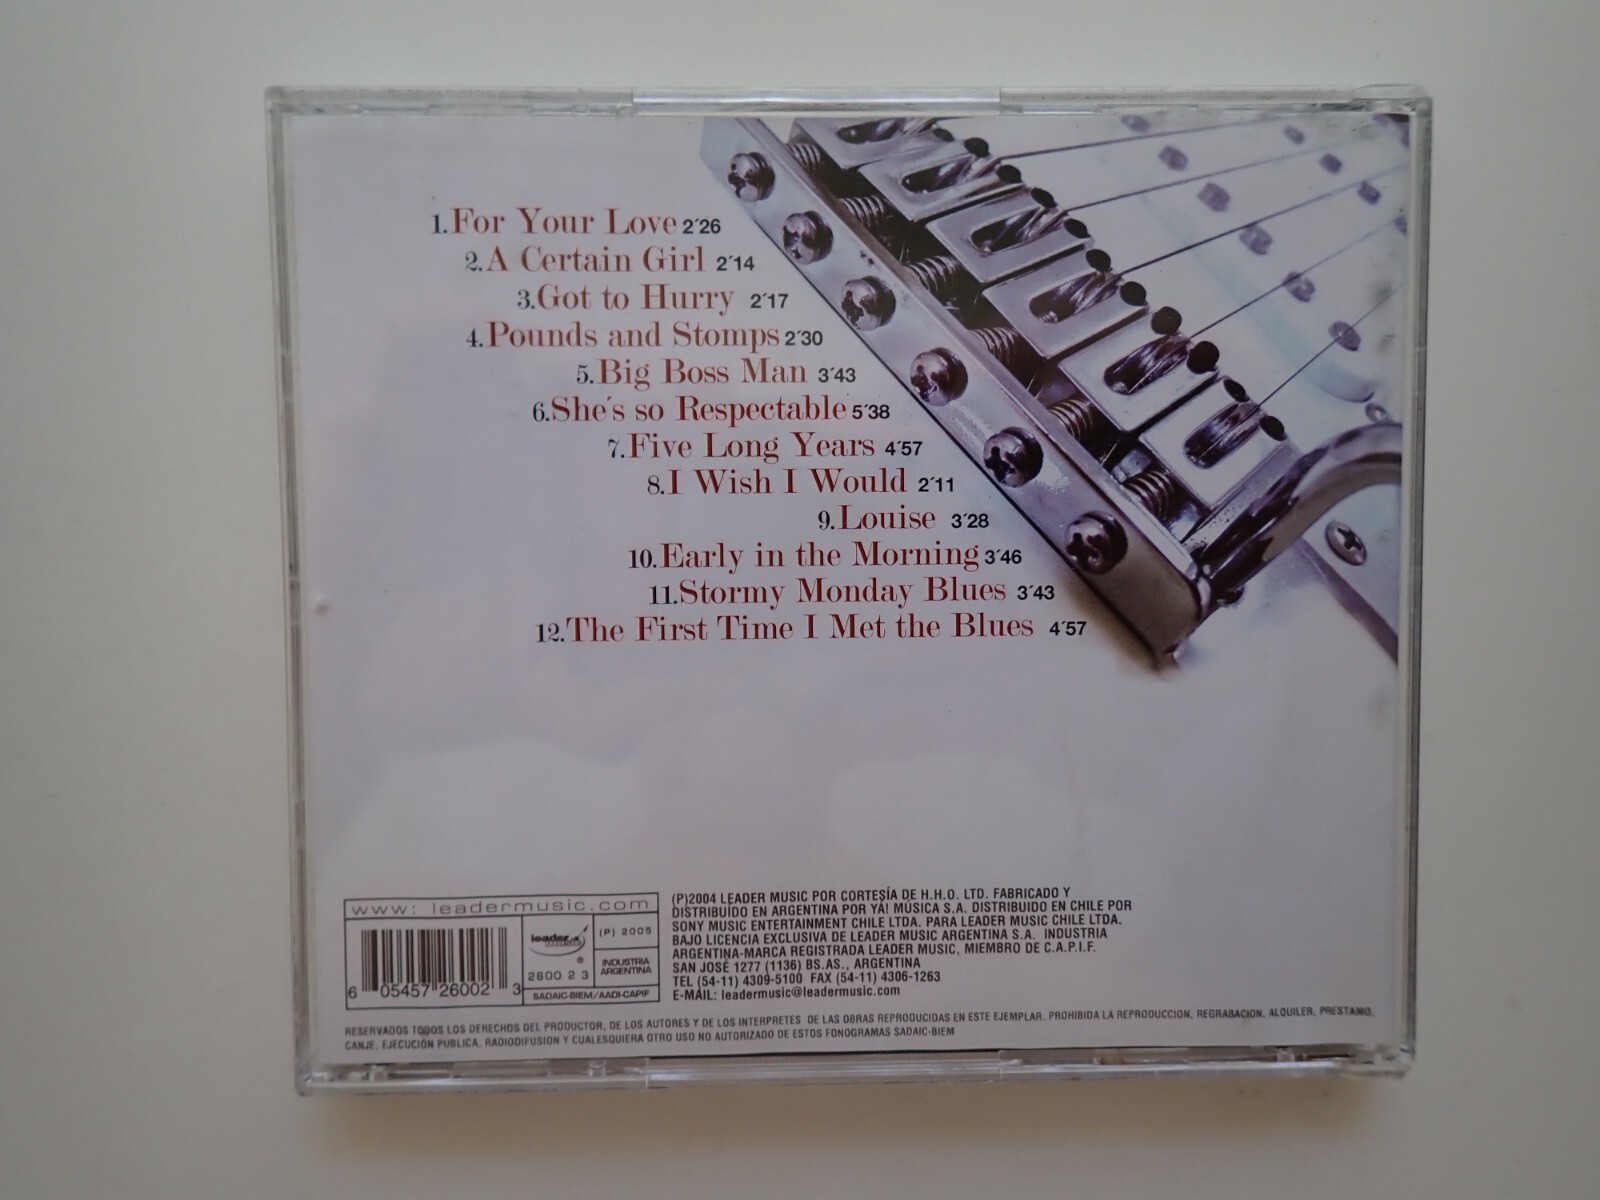 1.For Your Love 2´26
2.A Certain Girl 2´14
3.Got to Hurry 2´17
4.Pounds and Stomps 2´30
5.Big Boss Man 3´43
6.She´s so Respectable 5´38
7.Five Long Years 4´57
8.I Wish I Would 2´11
9.Louise 3´28
10.Early in the Morning 3´46
11.Stormy Monday Blues 3´43
12.The First Time I Met the Blues 4´57
www: leadermusic.com
6 05457 26002 3
leader
®
2600 2 3
(P) 2005
INDUSTRIA
ARGENTINA
SADAIC-BIEM/AADI-CAPIF
(P)2004 LEADER MUSIC POR CORTESÍA DE H.H.O. LTD. FABRICADO Y
DISTRIBUÍDO EN ARGENTINA POR YA! MÚSICA S.A. DISTRIBUIDO EN CHILE POR
SONY MUSIC ENTERTAINMENT CHILE LTDA. PARA LEADER MUSIC CHILE LTDA.
BAJO LICENCIA EXCLUSIVA DE LEADER MUSIC ARGENTINA S.A. INDUSTRIA
ARGENTINA-MARCA REGISTRADA LEADER MUSIC, MIEMBRO DE C.A.P.I.F.
SAN JOSÉ 1277 (1136) BS.AS., ARGENTINA
TEL (54-11) 4309-5100 FAX (54-11) 4306-1263
E-MAIL: leadermusic@leadermusic.com
RESERVADOS TODOS LOS DERECHOS DEL PRODUCTOR, DE LOS AUTORES Y DE LOS INTERPRETES DE LAS OBRAS REPRODUCIDAS EN ESTE EJEMPLAR. PROHIBIDA LA REPRODUCCION, REGRABACION, ALQUILER, PRESTAMO,
CANJE, EJECUCIÓN PUBLICA, RADIODIFUSION Y CUALESQUIERA OTRO USO NO AUTORIZADO DE ESTOS FONOGRAMAS SADAIC-BIEM